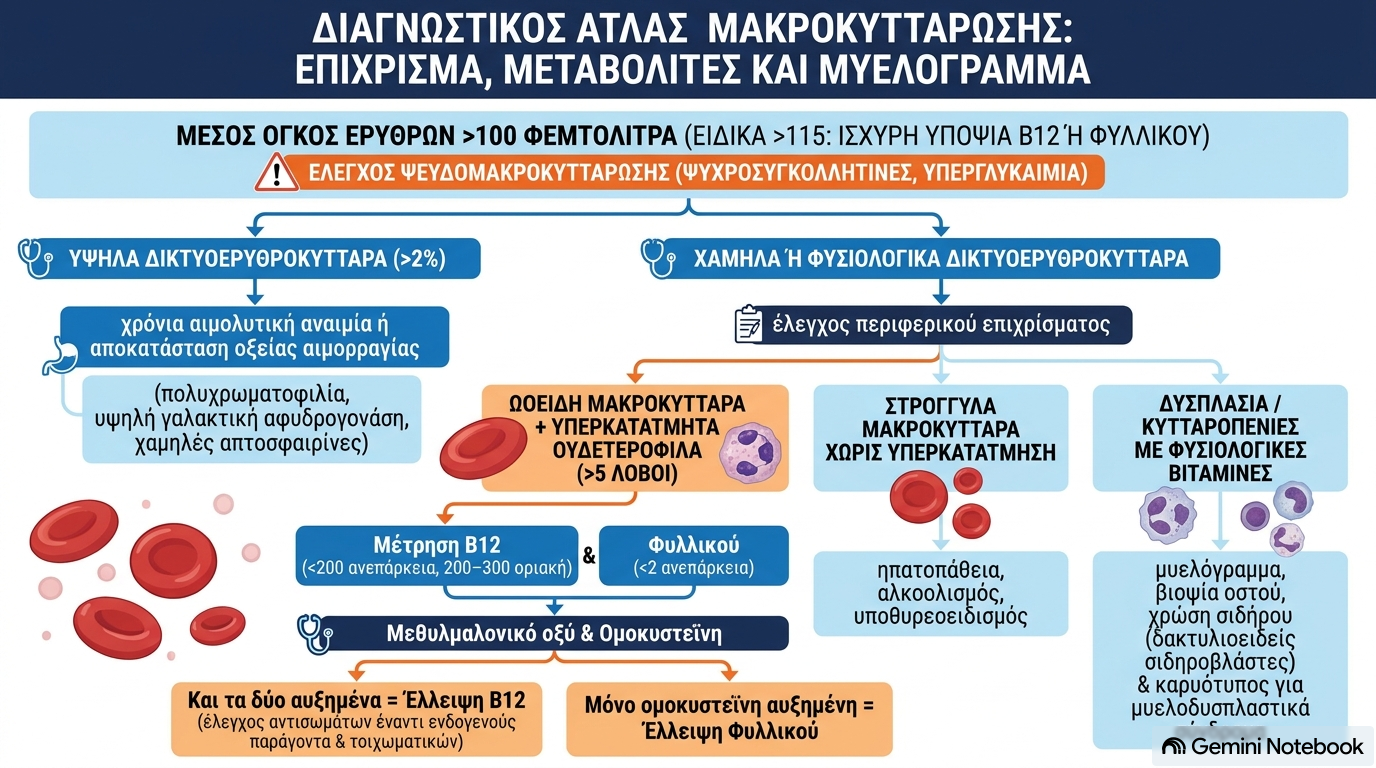 ΔΙΑΓΝΩΣΤΙΚΟΣ ΑΤΛΑΣ ΜΑΚΡΟΚΥΤΤΑΡΩΣΗΣ:
ΕΠΙΧΡΙΣΜΑ, ΜΕΤΑΒΟΛΙΤΕΣ ΚΑΙ ΜΥΕΛΟΓΡΑΜΜΑ
ΜΕΣΟΣ ΟΓΚΟΣ ΕΡΥΘΡΩΝ >100 ΦΕΜΤΟΛΙΤΡΑ (ΕΙΔΙΚΑ >115: ΙΣΧΥΡΗ ΥΠΟΨΙΑ Β12 Ή ΦΥΛΛΙΚΟΥ)
ΕΛΕΓΧΟΣ ΨΕΥΔΟΜΑΚΡΟΚΥΤΤΑΡΩΣΗΣ (ΨΥΧΡΟΣΥΓΚΟΛΛΗΤΙΝΕΣ, ΥΠΕΡΓΛΥΚΑΙΜΙΑ)
ΥΨΗΛΑ ΔΙΚΤΥΟΕΡΥΘΡΟΚΥΤΤΑΡΑ (>2%)
χρόνια αιμολυτική αναιμία ή
αποκατάσταση οξείας αιμορραγίας
(πολυχρωματοφιλία,
υψηλή γαλακτική αφυδρογονάση,
χαμηλές απτοσφαιρίνες)
ΧΑΜΗΛΑ Ή ΦΥΣΙΟΛΟΓΙΚΑ ΔΙΚΤΥΟΕΡΥΘΡΟΚΥΤΤΑΡΑ
έλεγχος περιφερικού επιχρίσματος
ΩΟΕΙΔΗ ΜΑΚΡΟΚΥΤΤΑΡΑ
+ ΥΠΕΡΚΑΤΑΤΜΗΤΑ
ΟΥΔΕΤΕΡΟΦΙΛΑ
(>5 ΛΟΒΟΙ)
Μέτρηση Β12
(<200 ανεπάρκεια, 200–300 οριακή)
&
Φυλλικού
(<2 ανεπάρκεια)
Μεθυλμαλονικό οξύ & Ομοκυστεΐνη
Και τα δύο αυξημένα = Έλλειψη Β12
(έλεγχος αντισωμάτων έναντι ενδογενούς
παράγοντα & τοιχωματικών)
Μόνο ομοκυστεΐνη αυξημένη =
Έλλειψη Φυλλικού
ΣΤΡΟΓΓΥΛΑ
ΜΑΚΡΟΚΥΤΤΑΡΑ
ΧΩΡΙΣ ΥΠΕΡΚΑΤΑΤΜΗΣΗ
ηπατοπάθεια,
αλκοολισμός,
υποθυρεοειδισμός
ΔΥΣΠΛΑΣΙΑ /
ΚΥΤΤΑΡΟΠΕΝΙΕΣ
ΜΕ ΦΥΣΙΟΛΟΓΙΚΕΣ
ΒΙΤΑΜΙΝΕΣ
μυελόγραμμα,
βιοψία οστού,
χρώση σιδήρου
(δακτυλιοειδείς
σιδηροβλάστες)
& καρυότυπος για
μυελοδυσπλαστικά
Gemini Notebook